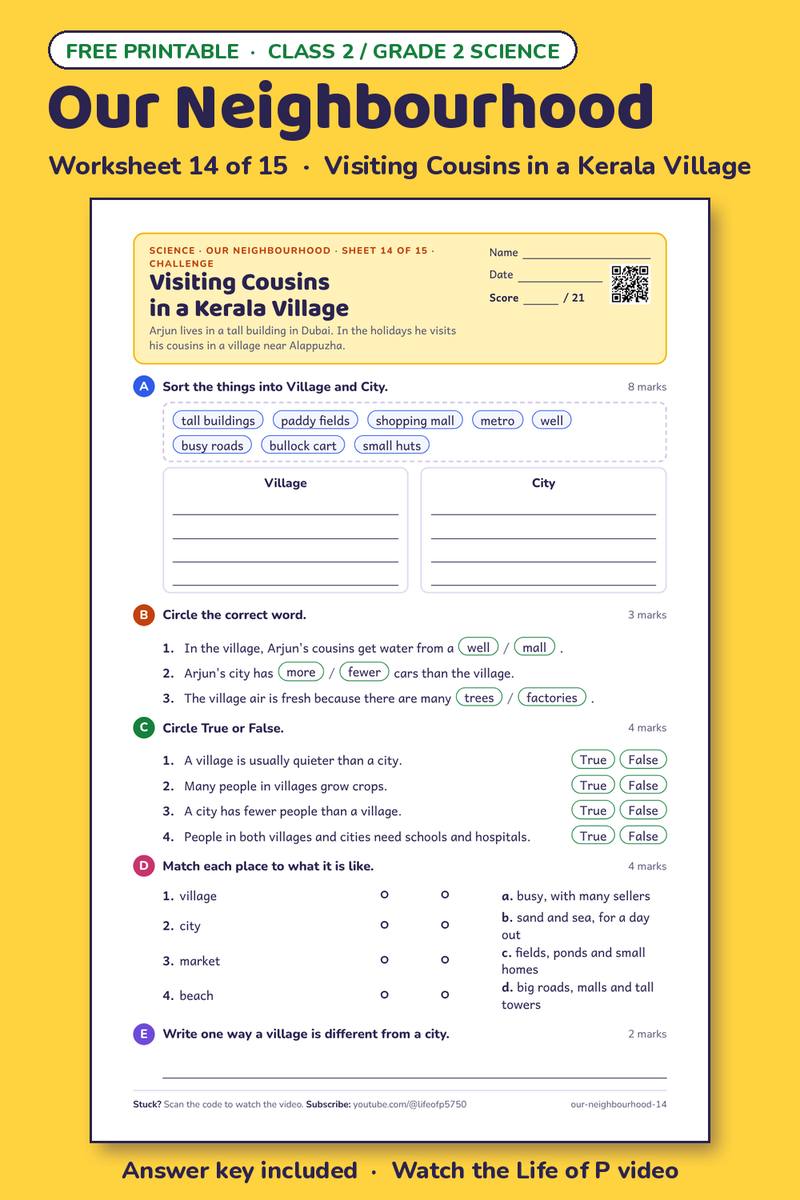 FREE PRINTABLE · CLASS 2 / GRADE 2 SCIENCE
Our Neighbourhood
Worksheet 14 of 15 · Visiting Cousins in a Kerala Village
SCIENCE · OUR NEIGHBOURHOOD · SHEET 14 OF 15 ·
CHALLENGE
Visiting Cousins
in a Kerala Village
Arjun lives in a tall building in Dubai. In the holidays he visits
his cousins in a village near Alappuzha.
Name
Date
Score / 21
A Sort the things into Village and City. 8 marks
tall buildings paddy fields shopping mall metro well
busy roads bullock cart small huts
Village City
B Circle the correct word. 3 marks
1. In the village, Arjun's cousins get water from a well / mall .
2. Arjun's city has more / fewer cars than the village.
3. The village air is fresh because there are many trees / factories .
C Circle True or False. 4 marks
1. A village is usually quieter than a city. True False
2. Many people in villages grow crops. True False
3. A city has fewer people than a village. True False
4. People in both villages and cities need schools and hospitals. True False
D Match each place to what it is like. 4 marks
1. village a. busy, with many sellers
2. city b. sand and sea, for a day
out
3. market c. fields, ponds and small
homes
4. beach d. big roads, malls and tall
towers
E Write one way a village is different from a city. 2 marks
Stuck? Scan the code to watch the video. Subscribe: youtube.com/@lifeofp5750 our-neighbourhood-14
Answer key included · Watch the Life of P video